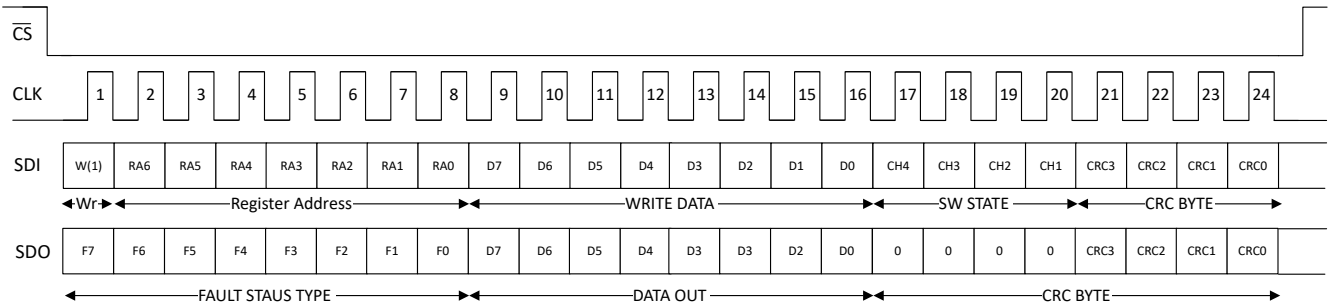 CS
CLK 1 2 3 4 5 6 7 8 9 10 11 12 13 14 15 16 17 18 19 20 21 22 23 24
SDI W(1) RA6 RA5 RA4 RA3 RA2 RA1 RA0 D7 D6 D5 D4 D3 D2 D1 D0 CH4 CH3 CH2 CH1 CRC3 CRC2 CRC1 CRC0
Wr Register Address WRITE DATA SW STATE CRC BYTE
SDO F7 F6 F5 F4 F3 F2 F1 F0 D7 D6 D5 D4 D3 D3 D2 D0 0 0 0 0 CRC3 CRC2 CRC1 CRC0
FAULT STAUS TYPE DATA OUT CRC BYTE